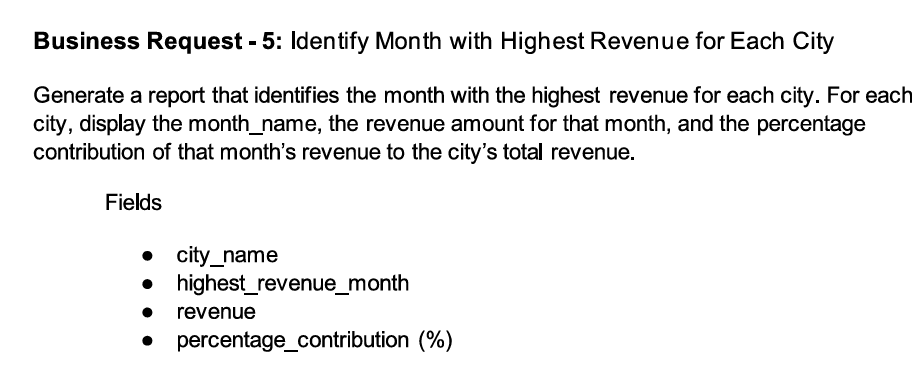 Business Request - 5: Identify Month with Highest Revenue for Each City
Generate a report that identifies the month with the highest revenue for each city. For each
city, display the month_name, the revenue amount for that month, and the percentage
contribution of that month's revenue to the city's total revenue.
Fields
● city_name
● highest_revenue_month
● revenue
● percentage_contribution (%)